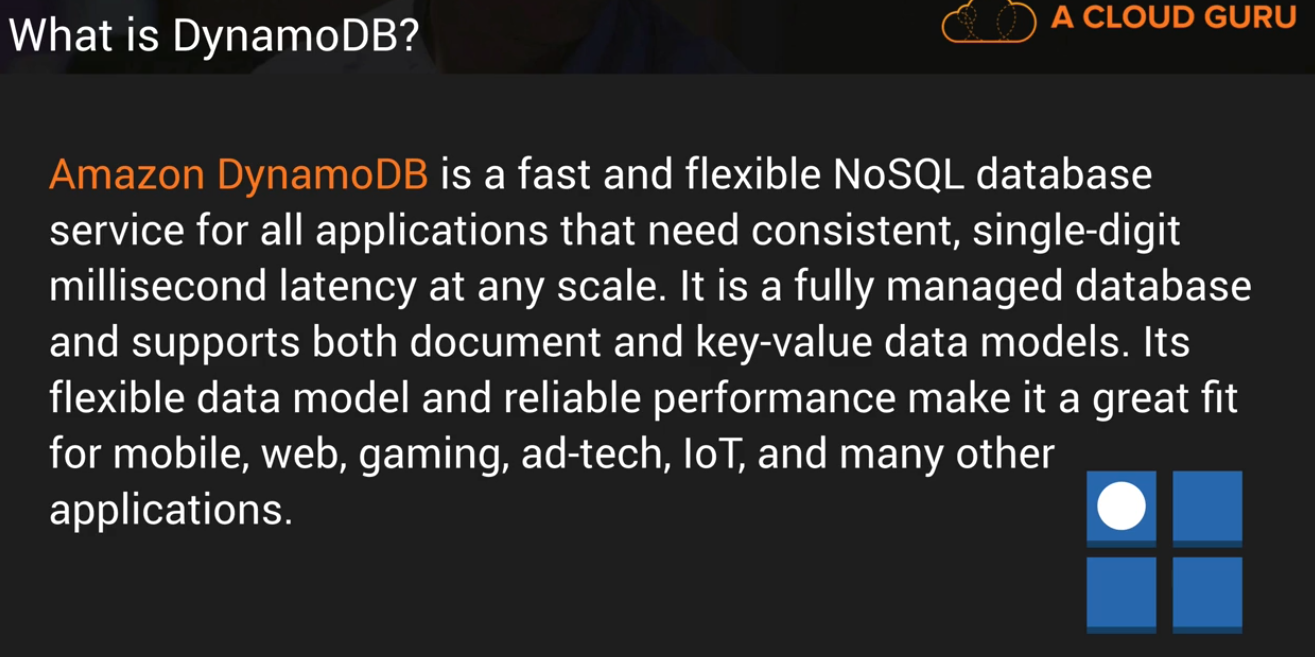 What is DynamoDB?
A CLOUD GURU
Amazon DynamoDB is a fast and flexible NoSQL database
service for all applications that need consistent, single-digit
millisecond latency at any scale. It is a fully managed database
and supports both document and key-value data models. Its
flexible data model and reliable performance make it a great fit
for mobile, web, gaming, ad-tech, IoT, and many other
applications.